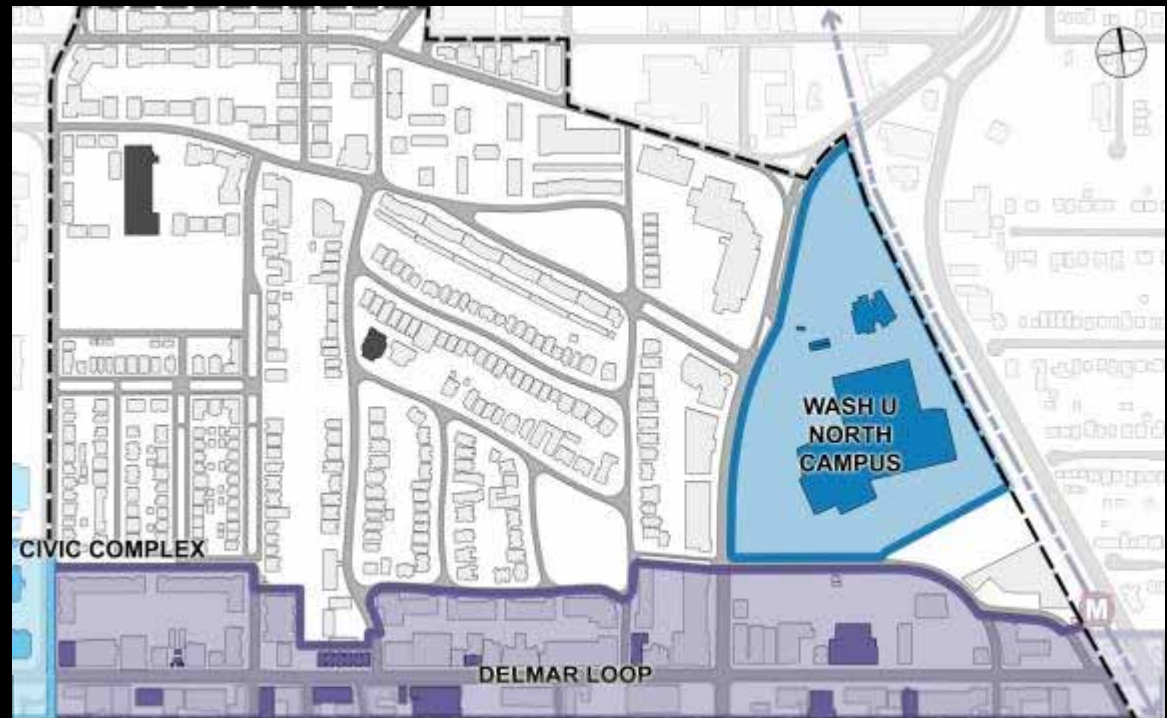 WASH U
NORTH
CAMPUS
CIVIC COMPLEX
M
DELMAR LOOP